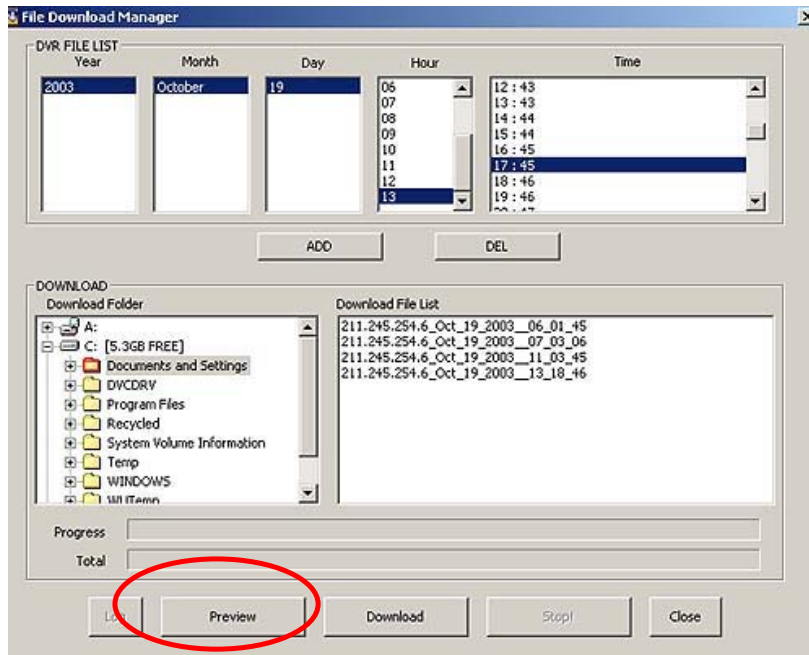 File Download Manager
DVR FILE LIST
Year Month Day Hour Time
2003 October 19 06 12 : 43
07 13 : 43
08 14 : 44
09 15 : 44
10 16 : 45
11 17 : 45
12 18 : 46
13 19 : 46
ADD DEL
DOWNLOAD
Download Folder Download File List
A: 211.245.254.6_Oct_19_2003__06_01_45
C: [5.3GB FREE] 211.245.254.6_Oct_19_2003__07_03_06
Documents and Settings 211.245.254.6_Oct_19_2003__11_03_45
DVCDRV 211.245.254.6_Oct_19_2003__13_18_46
Program Files
Recycled
System Volume Information
Temp
WINDOWS
WUTemp
Progress
Total
Preview Download Stop! Close